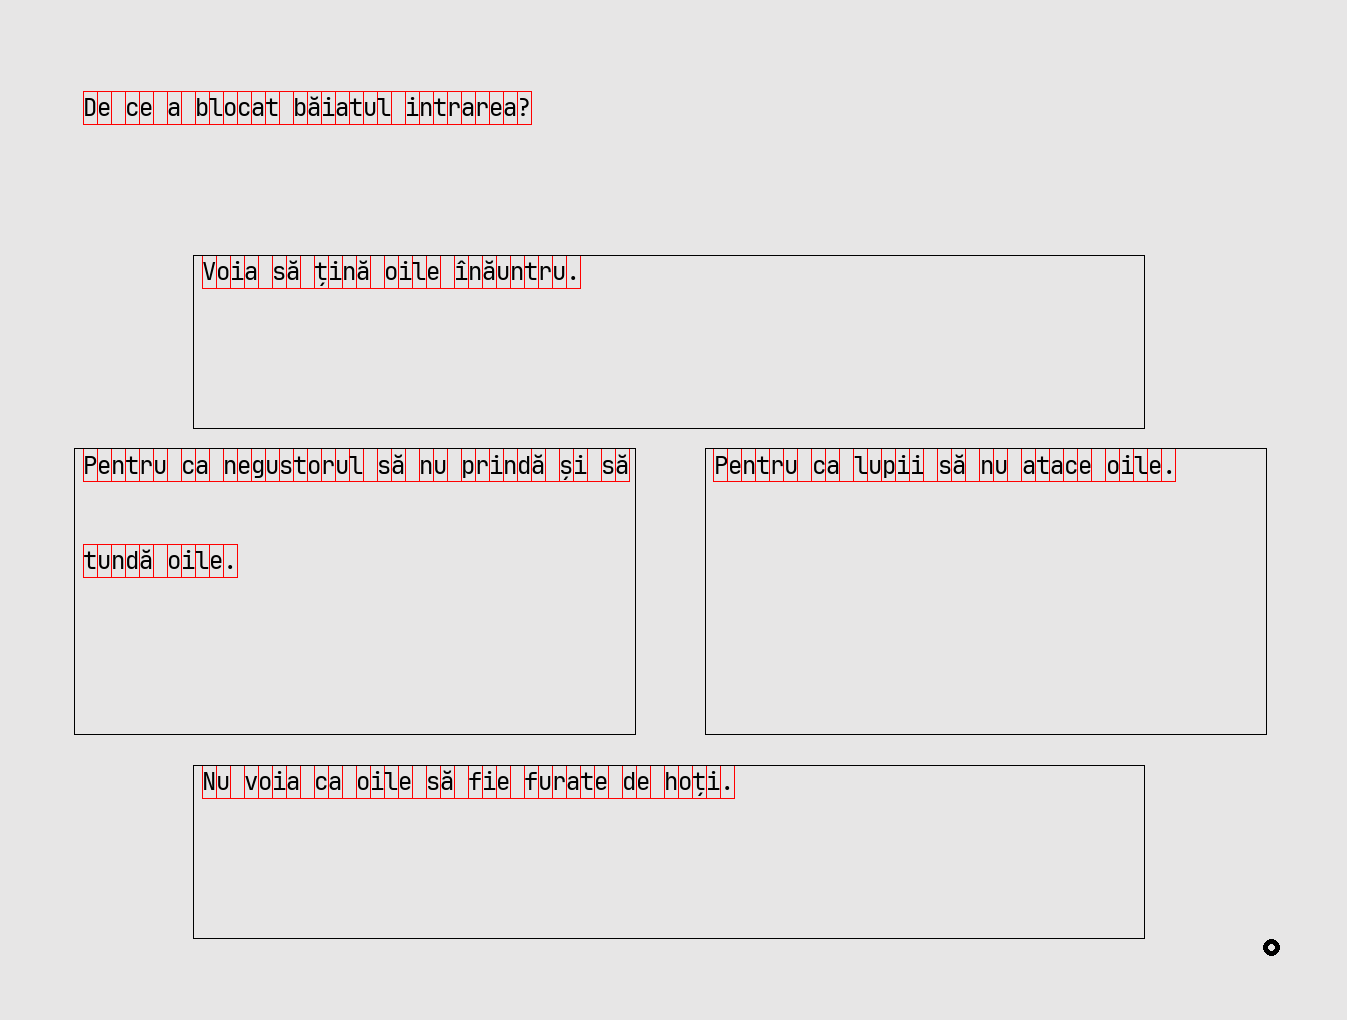 De ce a blocat băiatul intrarea?
Voia să țină oile înăuntru.
Pentru ca negustorul să nu prindă și să
tundă oile.
Pentru ca lupii să nu atace oile.
Nu voia ca oile să fie furate de hoți.